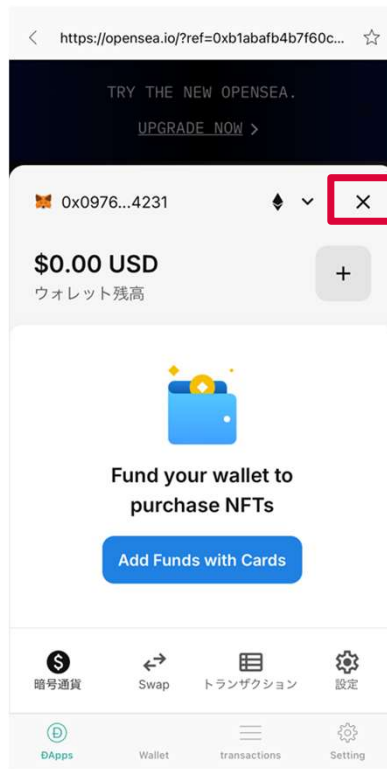 https://opensea.io/?ref=0xb1abafb4b7f60c...
TRY THE NEW OPENSEA.
UPGRADE NOW >
0x0976...4231
$0.00 USD
ウォレット残高
Fund your wallet to
purchase NFTs
Add Funds with Cards
暗号通貨 Swap トランザクション 設定
ĐApps Wallet transactions Setting